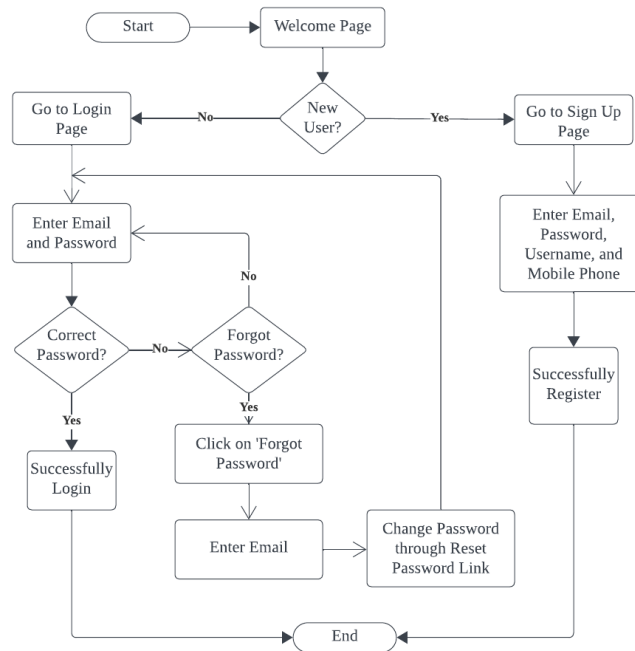 Start
Welcome Page
New
User?
No
Yes
Go to Login
Page
Go to Sign Up
Page
Enter Email
and Password
Enter Email,
Password,
Username, and
Mobile Phone
No
Correct
Password?
No
Forgot
Password?
Yes
Yes
Successfully
Register
Click on 'Forgot
Password'
Successfully
Login
Enter Email
Change Password
through Reset
Password Link
End